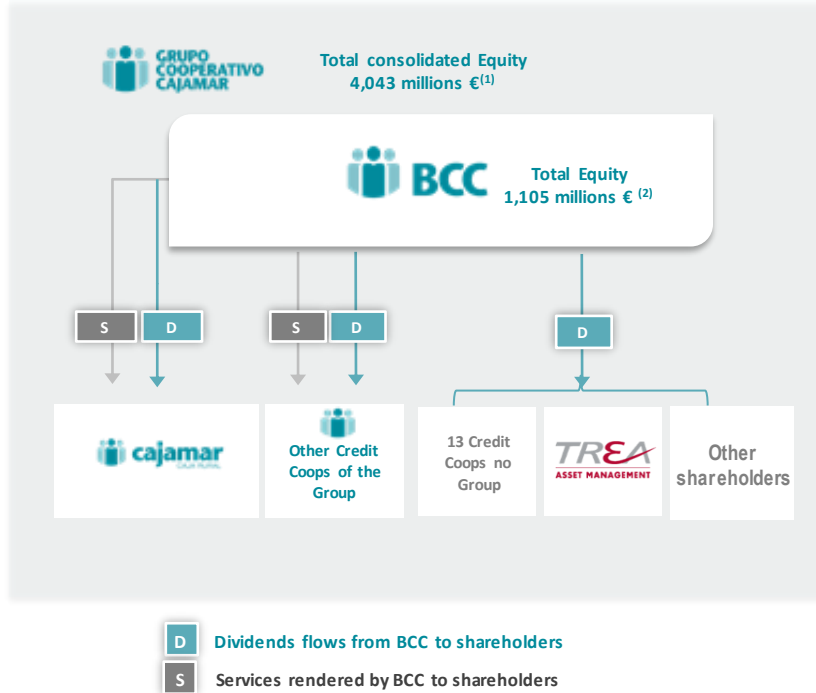 GRUPO
COOPERATIVO
CAJAMAR
Total consolidated Equity
4,043 millions €(1)
BCC
Total Equity
1,105 millions € (2)
S
D
S
D
D
cajamar
CAJA RURAL
Other Credit
Coops of the
Group
13 Credit
Coops no
Group
TREA
ASSET MANAGEMENT
Other
shareholders
D Dividends flows from BCC to shareholders
S Services rendered by BCC to shareholders